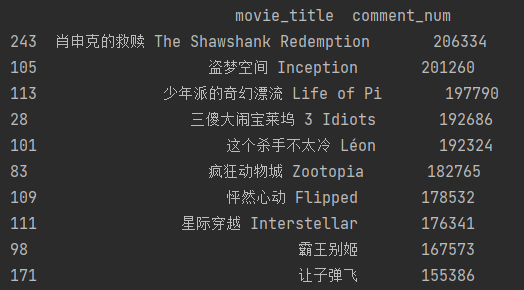 movie_title comment_num
243 肖申克的救赎 The Shawshank Redemption 206334
105 盗梦空间 Inception 201260
113 少年派的奇幻漂流 Life of Pi 197790
28 三傻大闹宝莱坞 3 Idiots 192686
101 这个杀手不太冷 Léon 192324
83 疯狂动物城 Zootopia 182765
109 怦然心动 Flipped 178532
111 星际穿越 Interstellar 176341
98 霸王别姬 167573
171 让子弹飞 155386